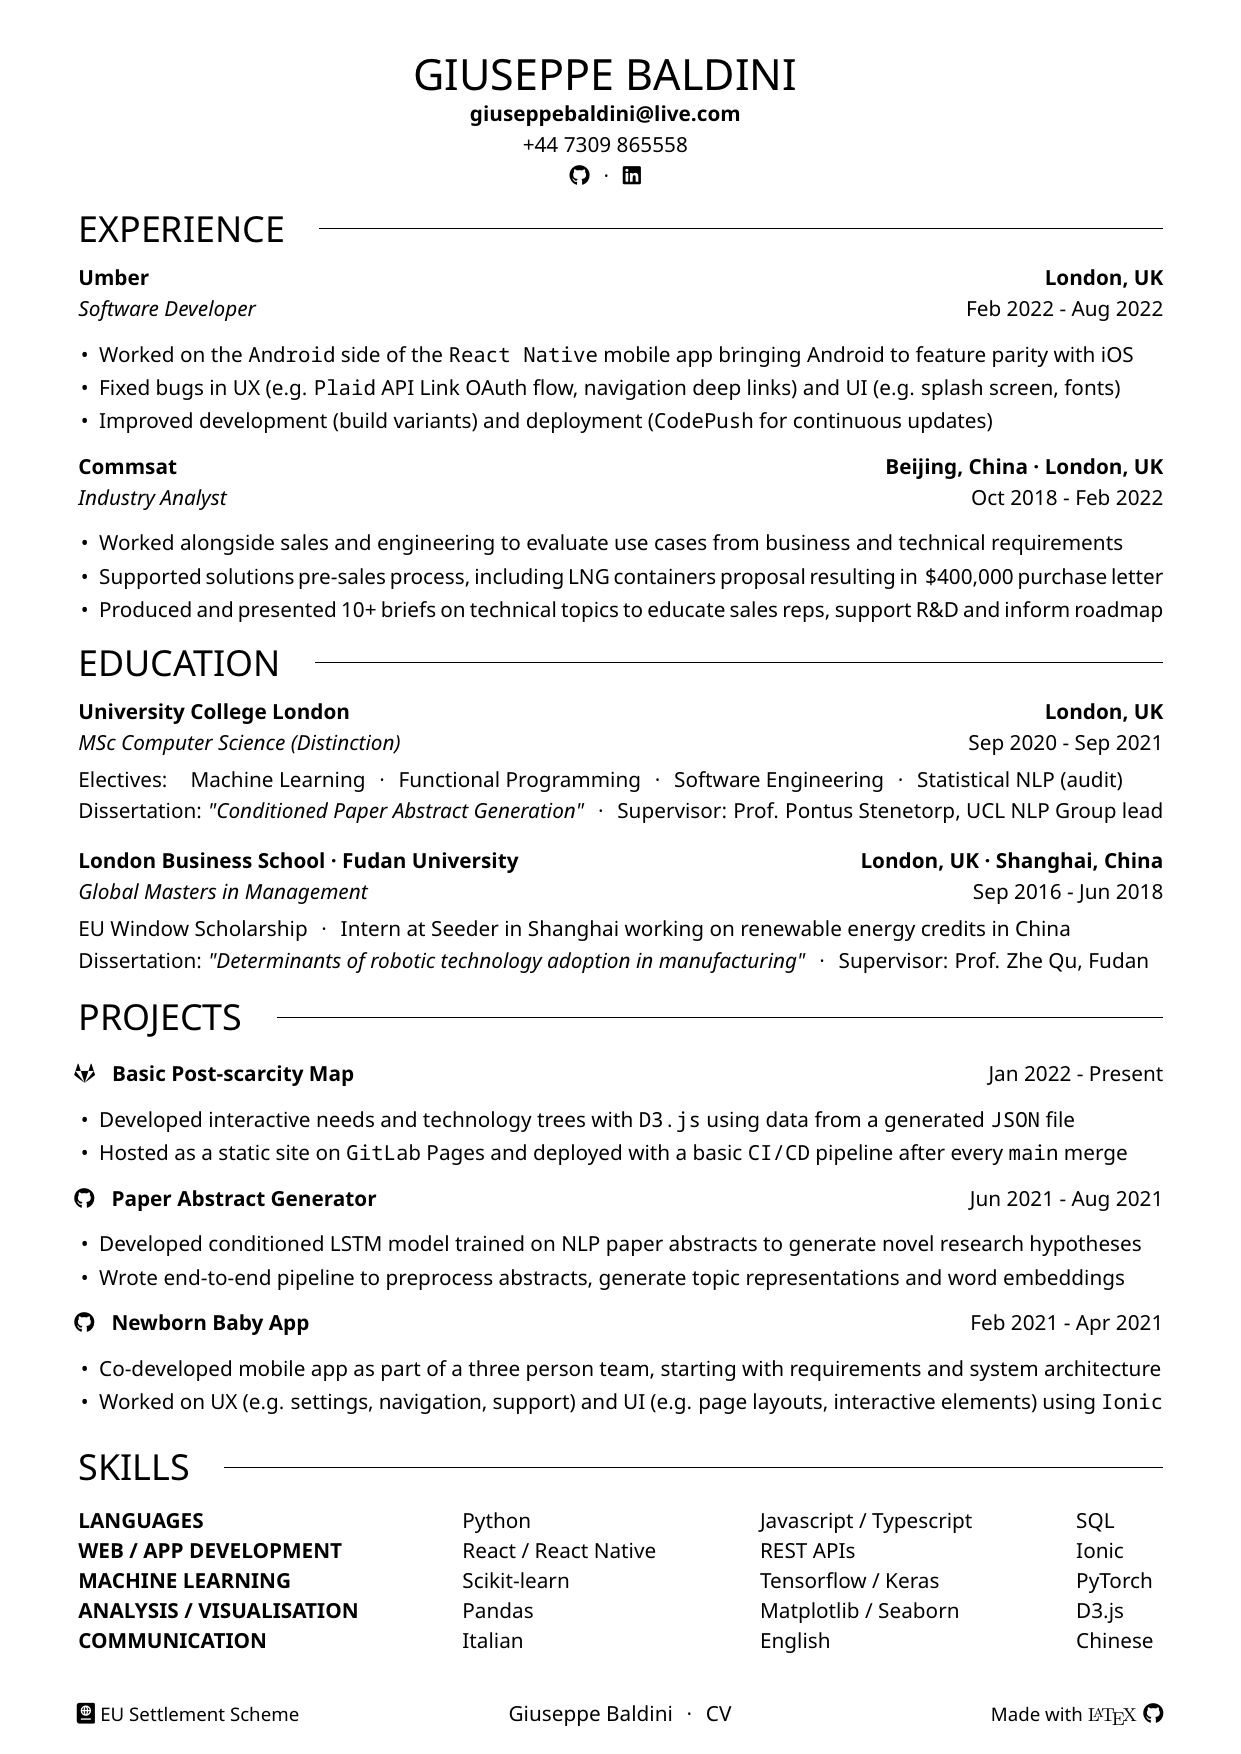 GIUSEPPE BALDINI
giuseppebaldini@live.com
+44 7309 865558
·
EXPERIENCE
Umber London, UK
Software Developer Feb 2022 - Aug 2022
• Worked on the Android side of the React Native mobile app bringing Android to feature parity with iOS
• Fixed bugs in UX (e.g. Plaid API Link OAuth flow, navigation deep links) and UI (e.g. splash screen, fonts)
• Improved development (build variants) and deployment (CodePush for continuous updates)
Commsat Beijing, China · London, UK
Industry Analyst Oct 2018 - Feb 2022
• Worked alongside sales and engineering to evaluate use cases from business and technical requirements
• Supported solutions pre-sales process, including LNG containers proposal resulting in $400,000 purchase letter
• Produced and presented 10+ briefs on technical topics to educate sales reps, support R&D and inform roadmap
EDUCATION
University College London London, UK
MSc Computer Science (Distinction) Sep 2020 - Sep 2021
Electives: Machine Learning · Functional Programming · Software Engineering · Statistical NLP (audit)
Dissertation: "Conditioned Paper Abstract Generation" · Supervisor: Prof. Pontus Stenetorp, UCL NLP Group lead
London Business School · Fudan University London, UK · Shanghai, China
Global Masters in Management Sep 2016 - Jun 2018
EU Window Scholarship · Intern at Seeder in Shanghai working on renewable energy credits in China
Dissertation: "Determinants of robotic technology adoption in manufacturing" · Supervisor: Prof. Zhe Qu, Fudan
PROJECTS
Basic Post-scarcity Map Jan 2022 - Present
• Developed interactive needs and technology trees with D3.js using data from a generated JSON file
• Hosted as a static site on GitLab Pages and deployed with a basic CI/CD pipeline after every main merge
Paper Abstract Generator Jun 2021 - Aug 2021
• Developed conditioned LSTM model trained on NLP paper abstracts to generate novel research hypotheses
• Wrote end-to-end pipeline to preprocess abstracts, generate topic representations and word embeddings
Newborn Baby App Feb 2021 - Apr 2021
• Co-developed mobile app as part of a three person team, starting with requirements and system architecture
• Worked on UX (e.g. settings, navigation, support) and UI (e.g. page layouts, interactive elements) using Ionic
SKILLS
LANGUAGES Python Javascript / Typescript SQL
WEB / APP DEVELOPMENT React / React Native REST APIs Ionic
MACHINE LEARNING Scikit-learn Tensorflow / Keras PyTorch
ANALYSIS / VISUALISATION Pandas Matplotlib / Seaborn D3.js
COMMUNICATION Italian English Chinese
EU Settlement Scheme Giuseppe Baldini · CV Made with LATEX